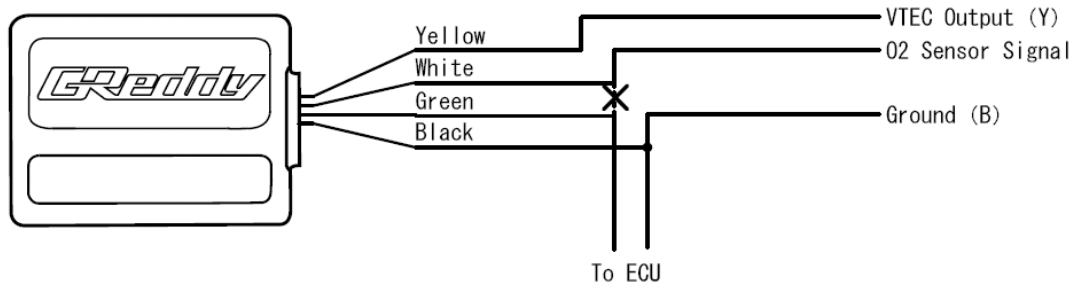 GReddy
Yellow
White
Green
Black
VTEC Output (Y)
O2 Sensor Signal
Ground (B)
To ECU